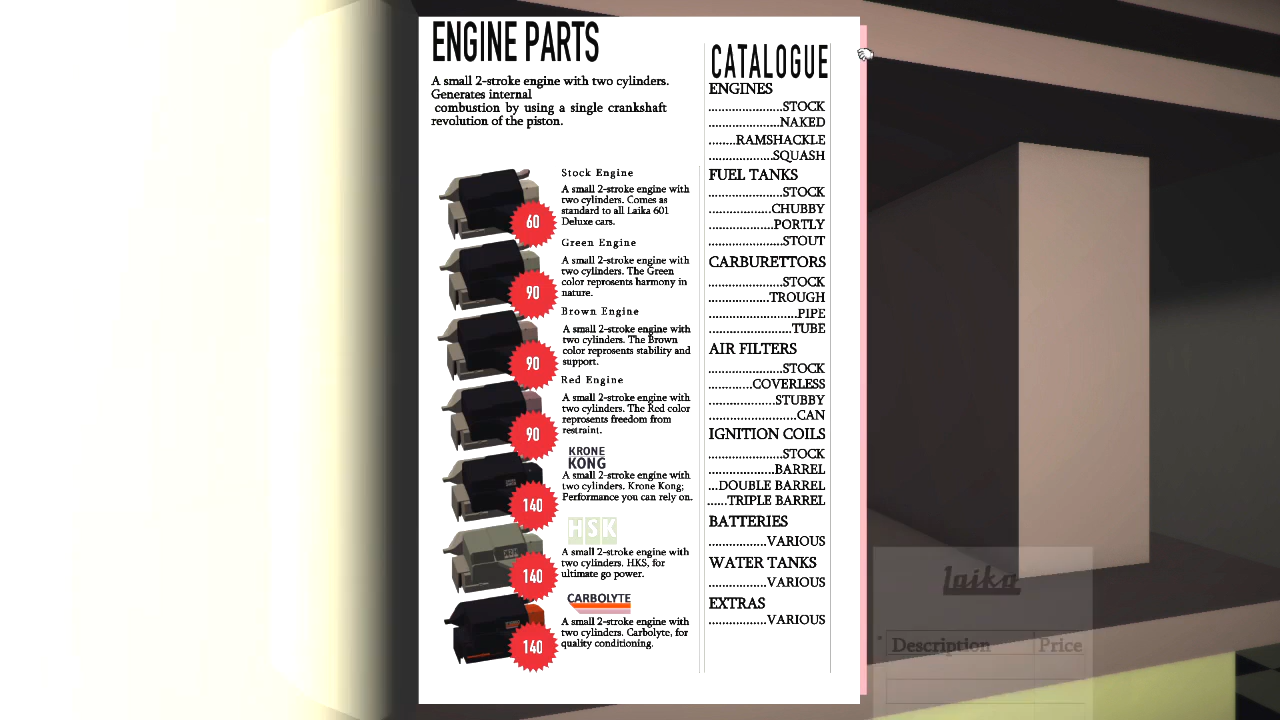 ENGINE PARTS
A small 2-stroke engine with two cylinders.
Generates internal
combustion by using a single crankshaft
revolution of the piston.
Stock Engine
A small 2-stroke engine with
two cylinders. Comes as
standard to all Laika 601
Deluxe cars.
60
Green Engine
A small 2-stroke engine with
two cylinders. The Green
color represents harmony in
nature.
90
Brown Engine
A small 2-stroke engine with
two cylinders. The Brown
color represents stability and
support.
90
Red Engine
A small 2-stroke engine with
two cylinders. The Red color
represents freedom from
restraint.
90
KRONE
KONG
A small 2-stroke engine with
two cylinders. Krone Kong;
Performance you can rely on.
140
HSK
A small 2-stroke engine with
two cylinders. HKS, for
ultimate go power.
140
CARBOLYTE
A small 2-stroke engine with
two cylinders. Carbolyte, for
quality conditioning.
140
CATALOGUE
ENGINES
......................STOCK
.....................NAKED
........RAMSHACKLE
...................SQUASH
FUEL TANKS
......................STOCK
...................CHUBBY
...................PORTLY
......................STOUT
CARBURETTORS
......................STOCK
..................TROUGH
..........................PIPE
.........................TUBE
AIR FILTERS
......................STOCK
.............COVERLESS
....................STUBBY
..........................CAN
IGNITION COILS
......................STOCK
...................BARREL
...DOUBLE BARREL
......TRIPLE BARREL
BATTERIES
.................VARIOUS
WATER TANKS
.................VARIOUS
EXTRAS
.................VARIOUS
laika
Description Price